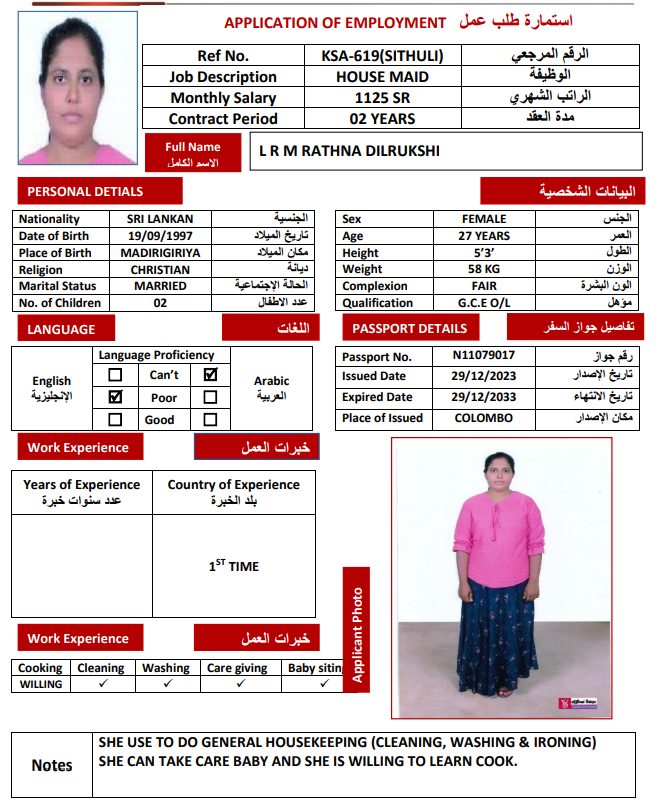 APPLICATION OF EMPLOYMENT استمارة طلب عمل
Ref No. KSA-619(SITHULI) الرقم المرجعي
Job Description HOUSE MAID الوظيفة
Monthly Salary 1125 SR الراتب الشهري
Contract Period 02 YEARS مدة العقد
Full Name
الاسم الكامل
L R M RATHNA DILRUKSHI
PERSONAL DETIALS البيانات الشخصية
Nationality SRI LANKAN الجنسية
Date of Birth 19/09/1997 تاريخ الميلاد
Place of Birth MADIRIGIRIYA مكان الميلاد
Religion CHRISTIAN ديانة
Marital Status MARRIED الحالة الإجتماعية
No. of Children 02 عدد الاطفال
Sex FEMALE الجنس
Age 27 YEARS العمر
Height 5’3’ الطول
Weight 58 KG الوزن
Complexion FAIR الون البشرة
Qualification G.C.E O/L مؤهل
LANGUAGE اللغات
Language Proficiency
English
الإنجليزية
Can’t
Poor
Good
Arabic
العربية
PASSPORT DETAILS تفاصيل جواز السفر
Passport No. N11079017 رقم جواز
Issued Date 29/12/2023 تاريخ الإصدار
Expired Date 29/12/2033 تاريخ الانتهاء
Place of Issued COLOMBO مكان الإصدار
Work Experience خبرات العمل
Years of Experience Country of Experience
عدد سنوات خبرة بلد الخبرة
1ST TIME
Work Experience خبرات العمل
Cooking Cleaning Washing Care giving Baby sitin
WILLING ✓ ✓ ✓ ✓
Applicant Photo
Notes
SHE USE TO DO GENERAL HOUSEKEEPING (CLEANING, WASHING & IRONING)
SHE CAN TAKE CARE BABY AND SHE IS WILLING TO LEARN COOK.